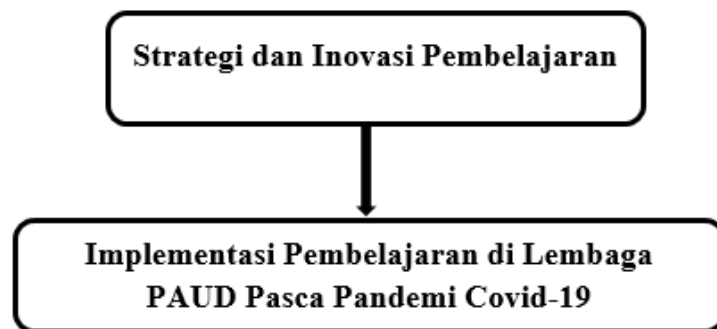 Strategi dan Inovasi Pembelajaran
Implementasi Pembelajaran di Lembaga
PAUD Pasca Pandemi Covid-19